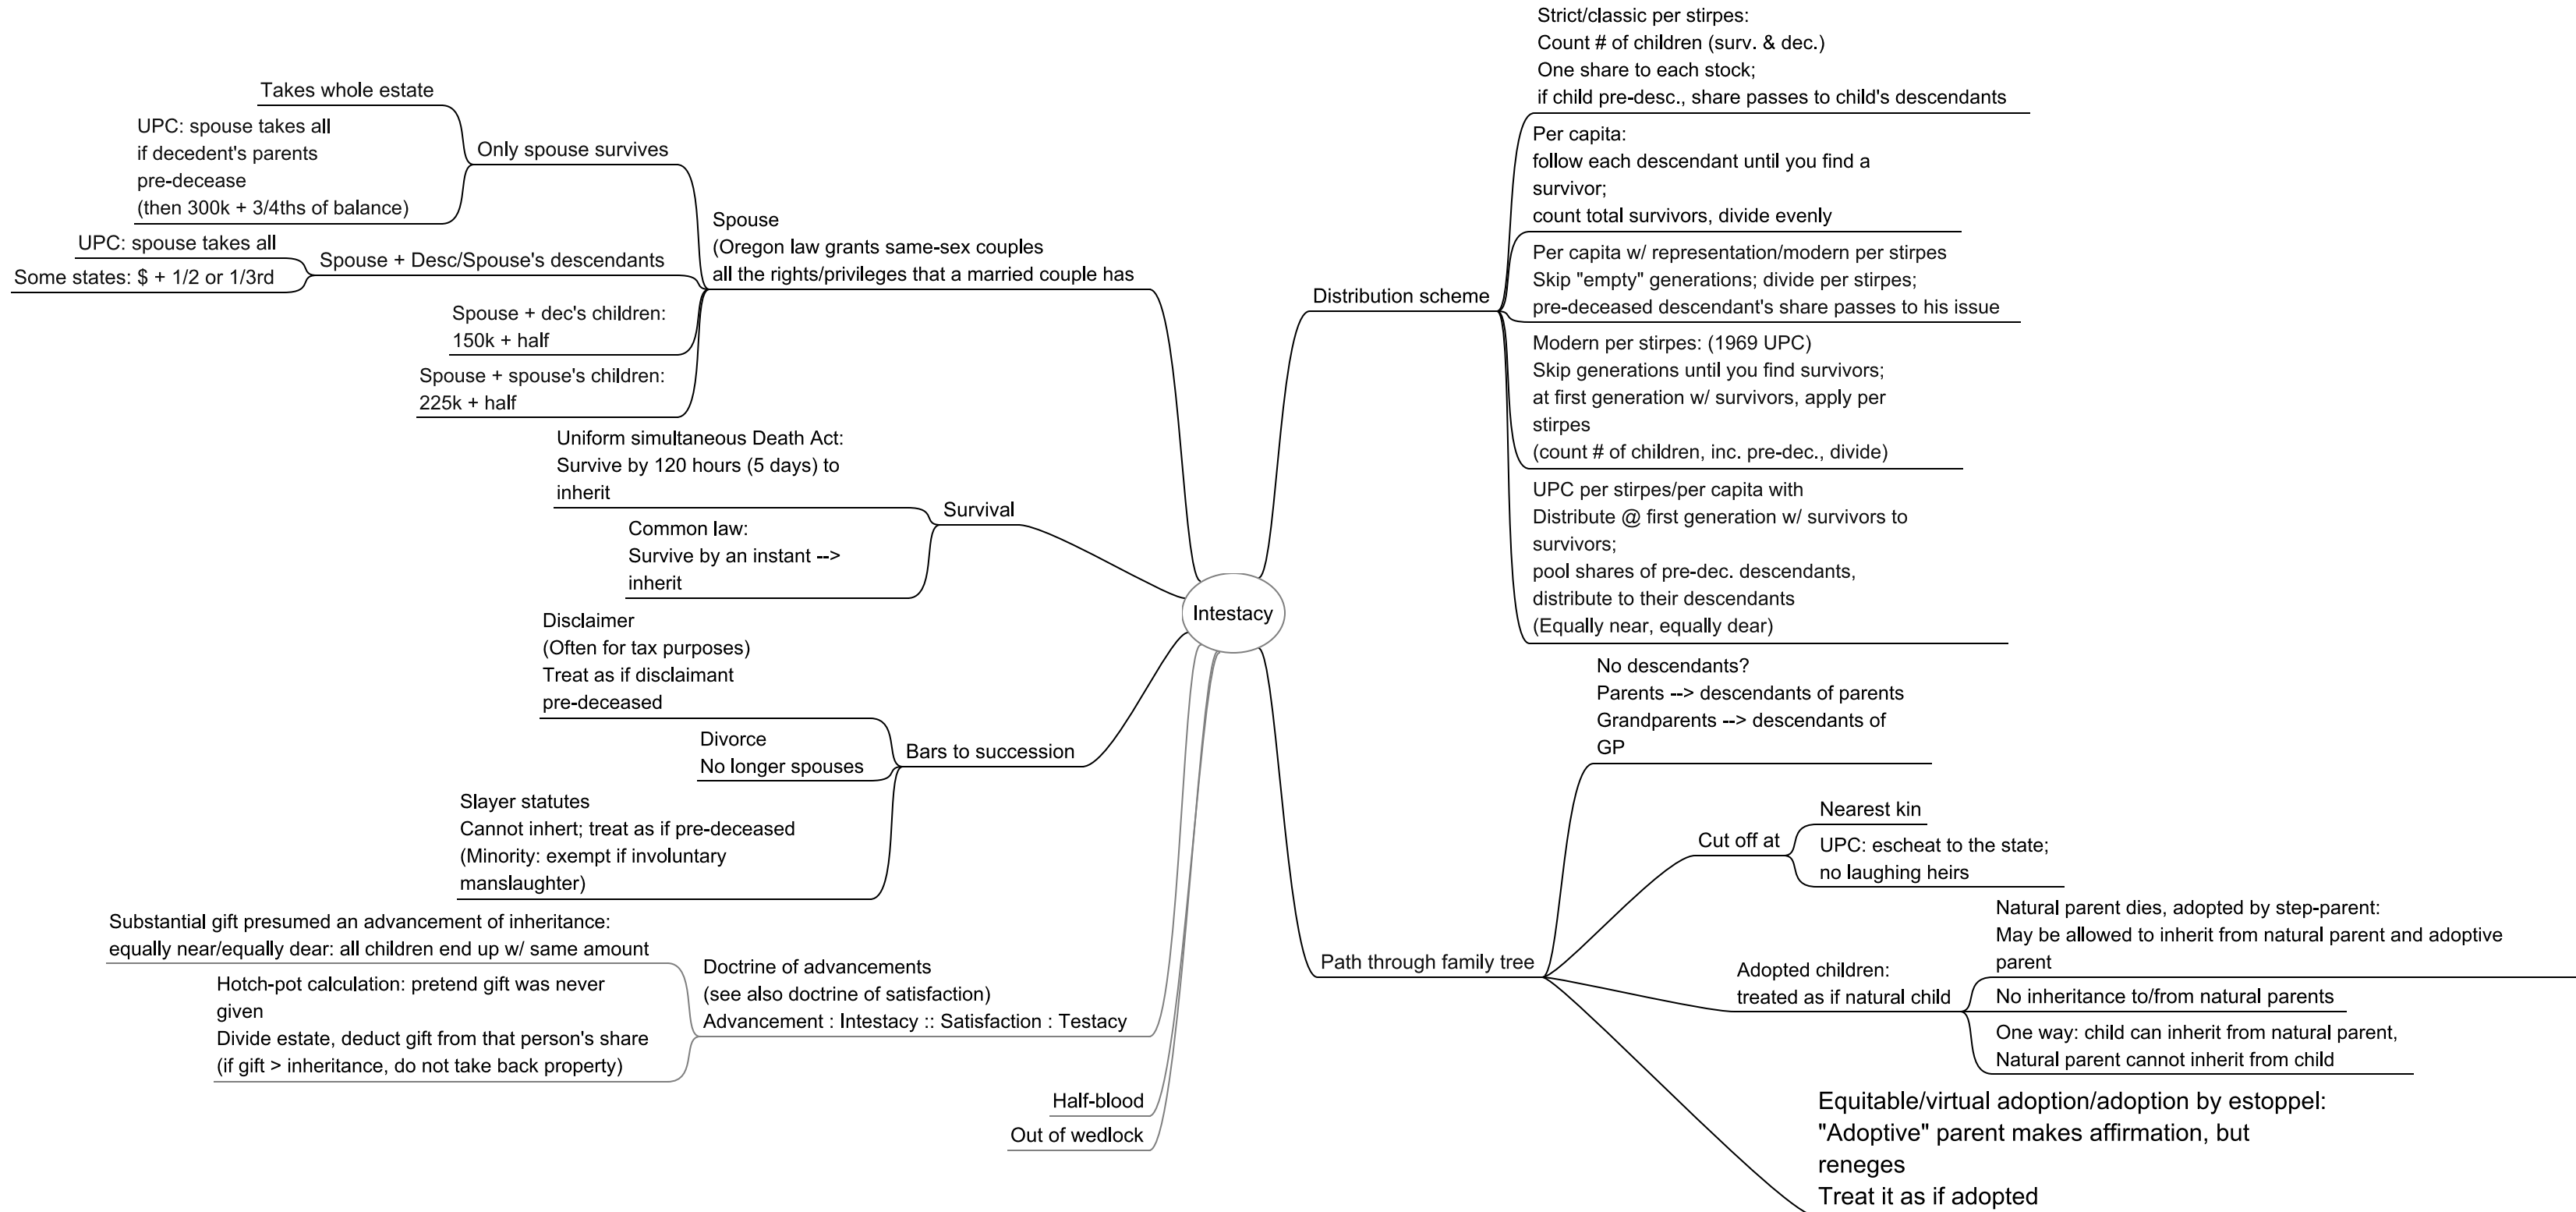 Intestacy
Spouse
(Oregon law grants same-sex couples
all the rights/privileges that a married couple has
Only spouse survives
Takes whole estate
UPC: spouse takes all
if decedent's parents
pre-decease
(then 300k + 3/4ths of balance)
Spouse + Desc/Spouse's descendants
UPC: spouse takes all
Some states: $ + 1/2 or 1/3rd
Spouse + dec's children:
150k + half
Spouse + spouse's children:
225k + half
Survival
Uniform simultaneous Death Act:
Survive by 120 hours (5 days) to
inherit
Common law:
Survive by an instant -->
inherit
Bars to succession
Disclaimer
(Often for tax purposes)
Treat as if disclaimant
pre-deceased
Divorce
No longer spouses
Slayer statutes
Cannot inhert; treat as if pre-deceased
(Minority: exempt if involuntary
manslaughter)
Doctrine of advancements
(see also doctrine of satisfaction)
Advancement : Intestacy :: Satisfaction : Testacy
Substantial gift presumed an advancement of inheritance:
equally near/equally dear: all children end up w/ same amount
Hotch-pot calculation: pretend gift was never
given
Divide estate, deduct gift from that person's share
(if gift > inheritance, do not take back property)
Half-blood
Out of wedlock
Distribution scheme
Strict/classic per stirpes:
Count # of children (surv. & dec.)
One share to each stock;
if child pre-desc., share passes to child's descendants
Per capita:
follow each descendant until you find a
survivor;
count total survivors, divide evenly
Per capita w/ representation/modern per stirpes
Skip "empty" generations; divide per stirpes;
pre-deceased descendant's share passes to his issue
Modern per stirpes: (1969 UPC)
Skip generations until you find survivors;
at first generation w/ survivors, apply per
stirpes
(count # of children, inc. pre-dec., divide)
UPC per stirpes/per capita with
Distribute @ first generation w/ survivors to
survivors;
pool shares of pre-dec. descendants,
distribute to their descendants
(Equally near, equally dear)
Path through family tree
No descendants?
Parents --> descendants of parents
Grandparents --> descendants of
GP
Cut off at
Nearest kin
UPC: escheat to the state;
no laughing heirs
Adopted children:
treated as if natural child
Natural parent dies, adopted by step-parent:
May be allowed to inherit from natural parent and adoptive
parent
No inheritance to/from natural parents
One way: child can inherit from natural parent,
Natural parent cannot inherit from child
Equitable/virtual adoption/adoption by estoppel:
"Adoptive" parent makes affirmation, but
reneges
Treat it as if adopted